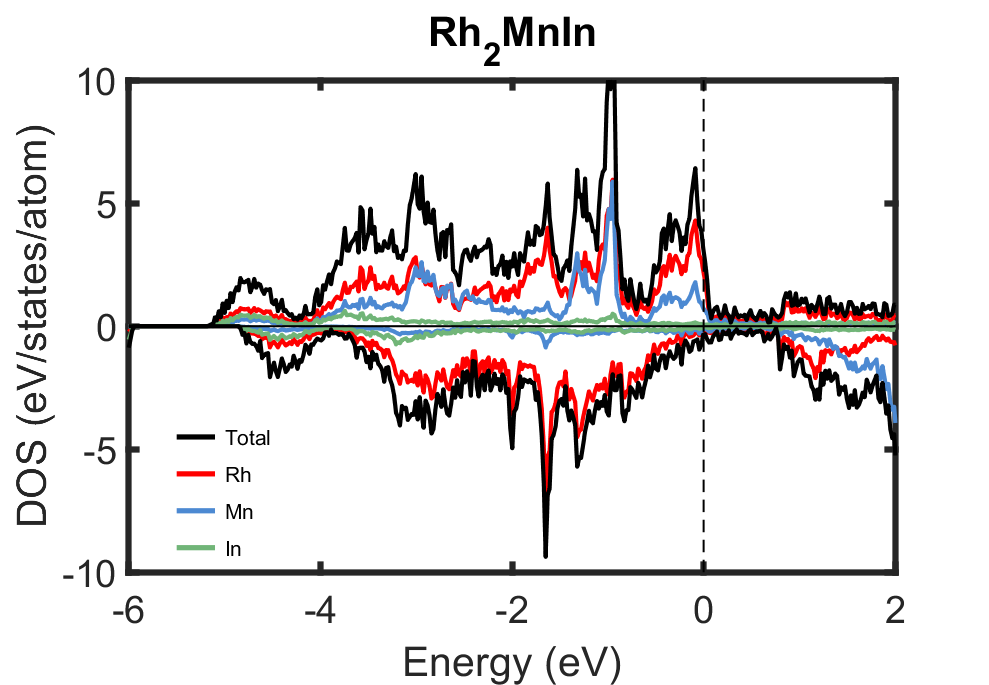 Rh₂MnIn
DOS (eV/states/atom)
10
5
0
-5
-10
Total
Rh
Mn
In
-6 -4 -2 0 2
Energy (eV)